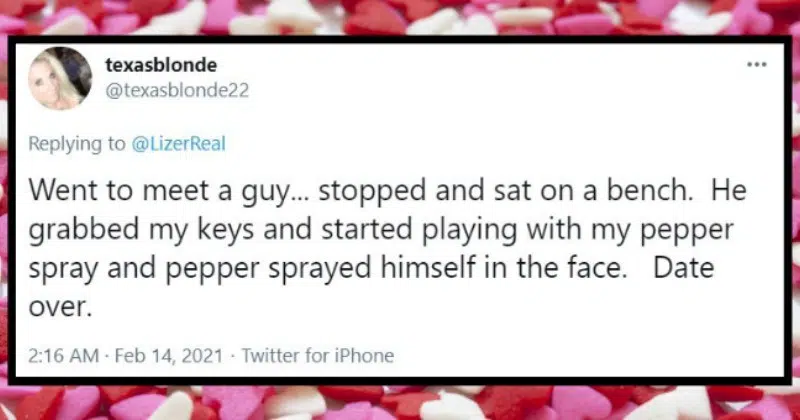 texasblonde
@texasblonde22
Replying to @LizerReal
Went to meet a guy... stopped and sat on a bench.  He
grabbed my keys and started playing with my pepper
spray and pepper sprayed himself in the face.   Date
over.
2:16 AM · Feb 14, 2021 · Twitter for iPhone